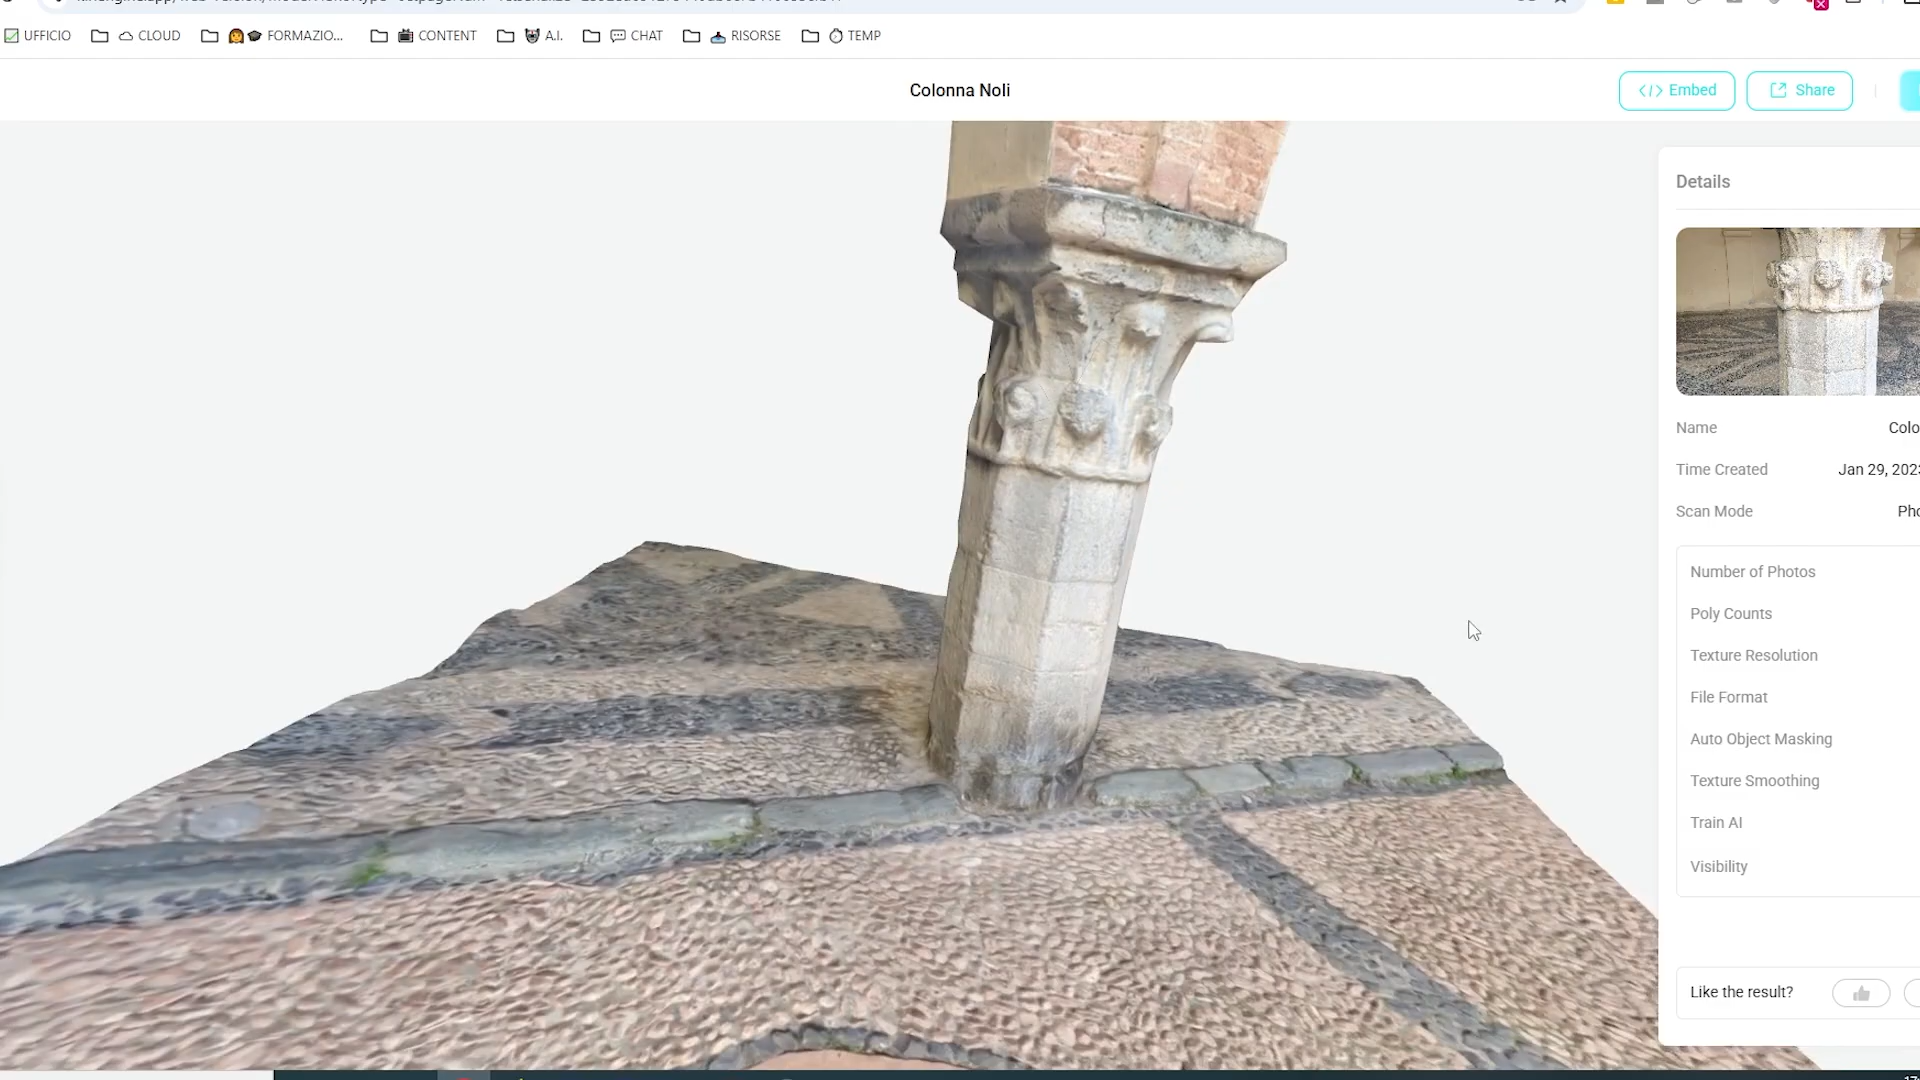 UFFICIO CLOUD FORMAZIO... CONTENT A.I. CHAT RISORSE TEMP
Colonna Noli
Embed
Share
Details
Name Colo
Time Created Jan 29, 202
Scan Mode Pho
Number of Photos
Poly Counts
Texture Resolution
File Format
Auto Object Masking
Texture Smoothing
Train AI
Visibility
Like the result?